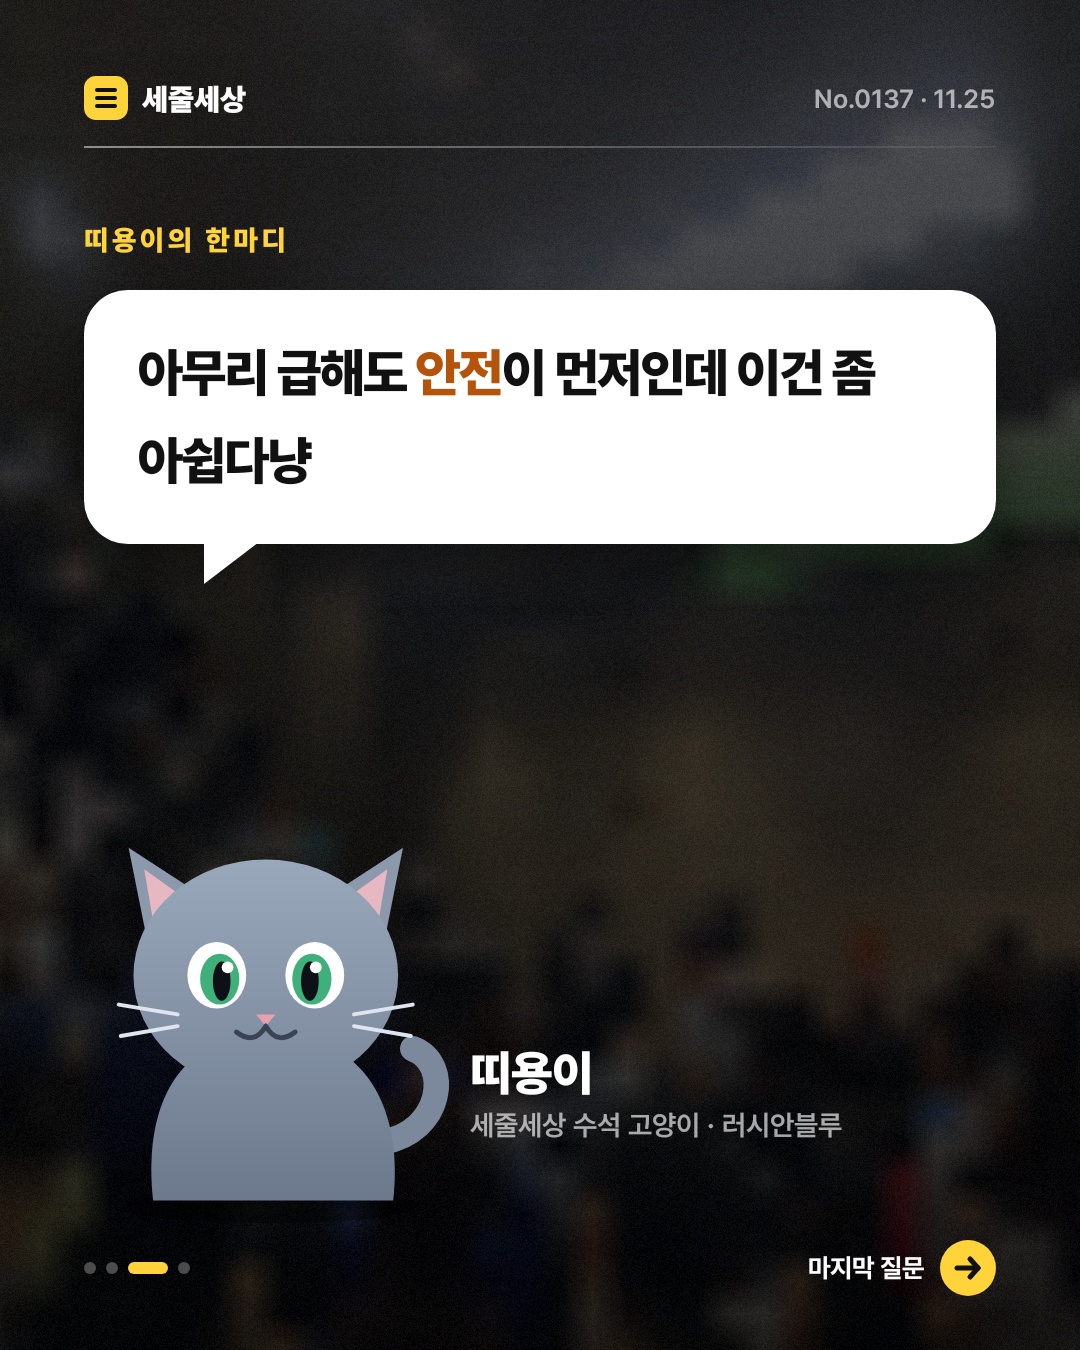 세줄세상
No.0137 · 11.25
띠용이의 한마디
아무리 급해도 안전이 먼저인데 이건 좀
아쉽다냥
띠용이
세줄세상 수석 고양이 · 러시안블루
마지막 질문